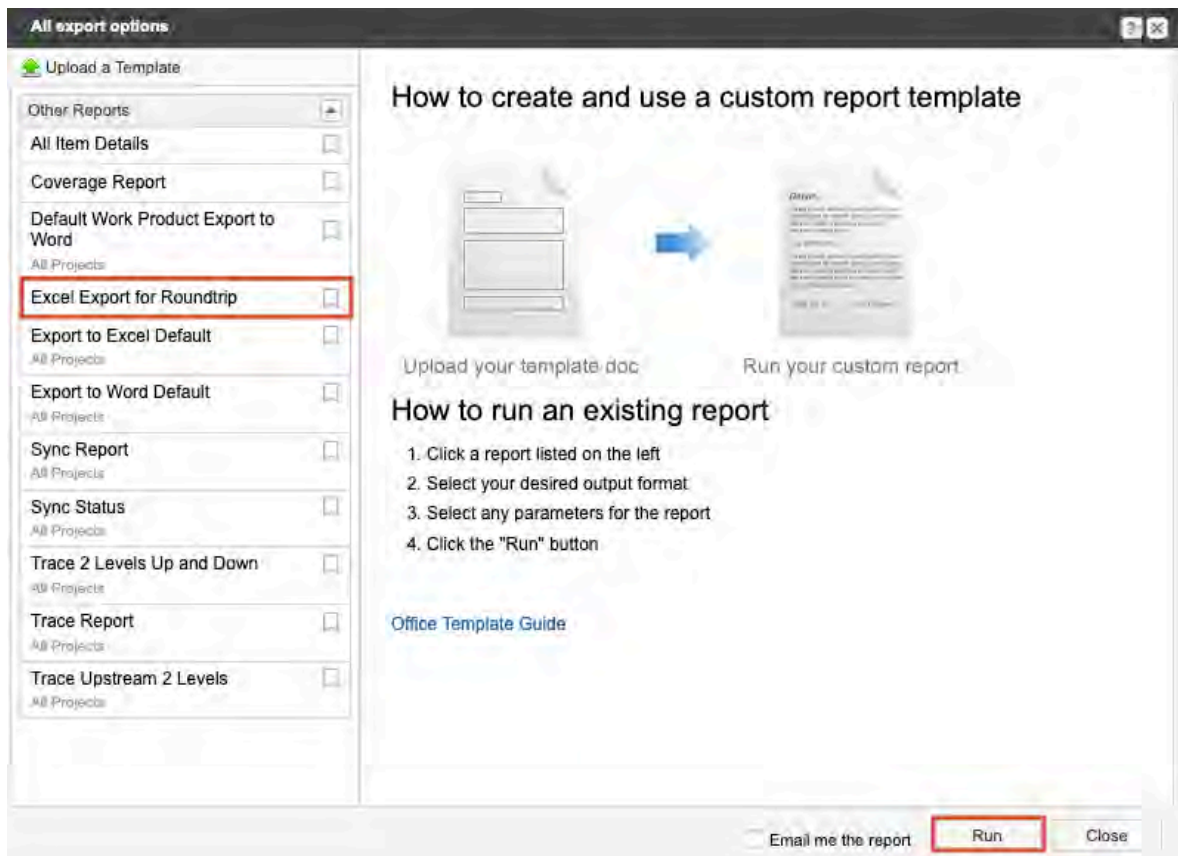 All export options
?
Upload a Template
Other Reports
All Item Details
Coverage Report
Default Work Product Export to
Word
All Projects
Excel Export for Roundtrip
Export to Excel Default
All Projects
Export to Word Default
All Projects
Sync Report
All Projects
Sync Status
All Projects
Trace 2 Levels Up and Down
All Projects
Trace Report
All Projects
Trace Upstream 2 Levels
All Projects
How to create and use a custom report template
Upload your template doc
Run your custom report
How to run an existing report
1. Click a report listed on the left
2. Select your desired output format
3. Select any parameters for the report
4. Click the "Run" button
Office Template Guide
Email me the report
Run
Close